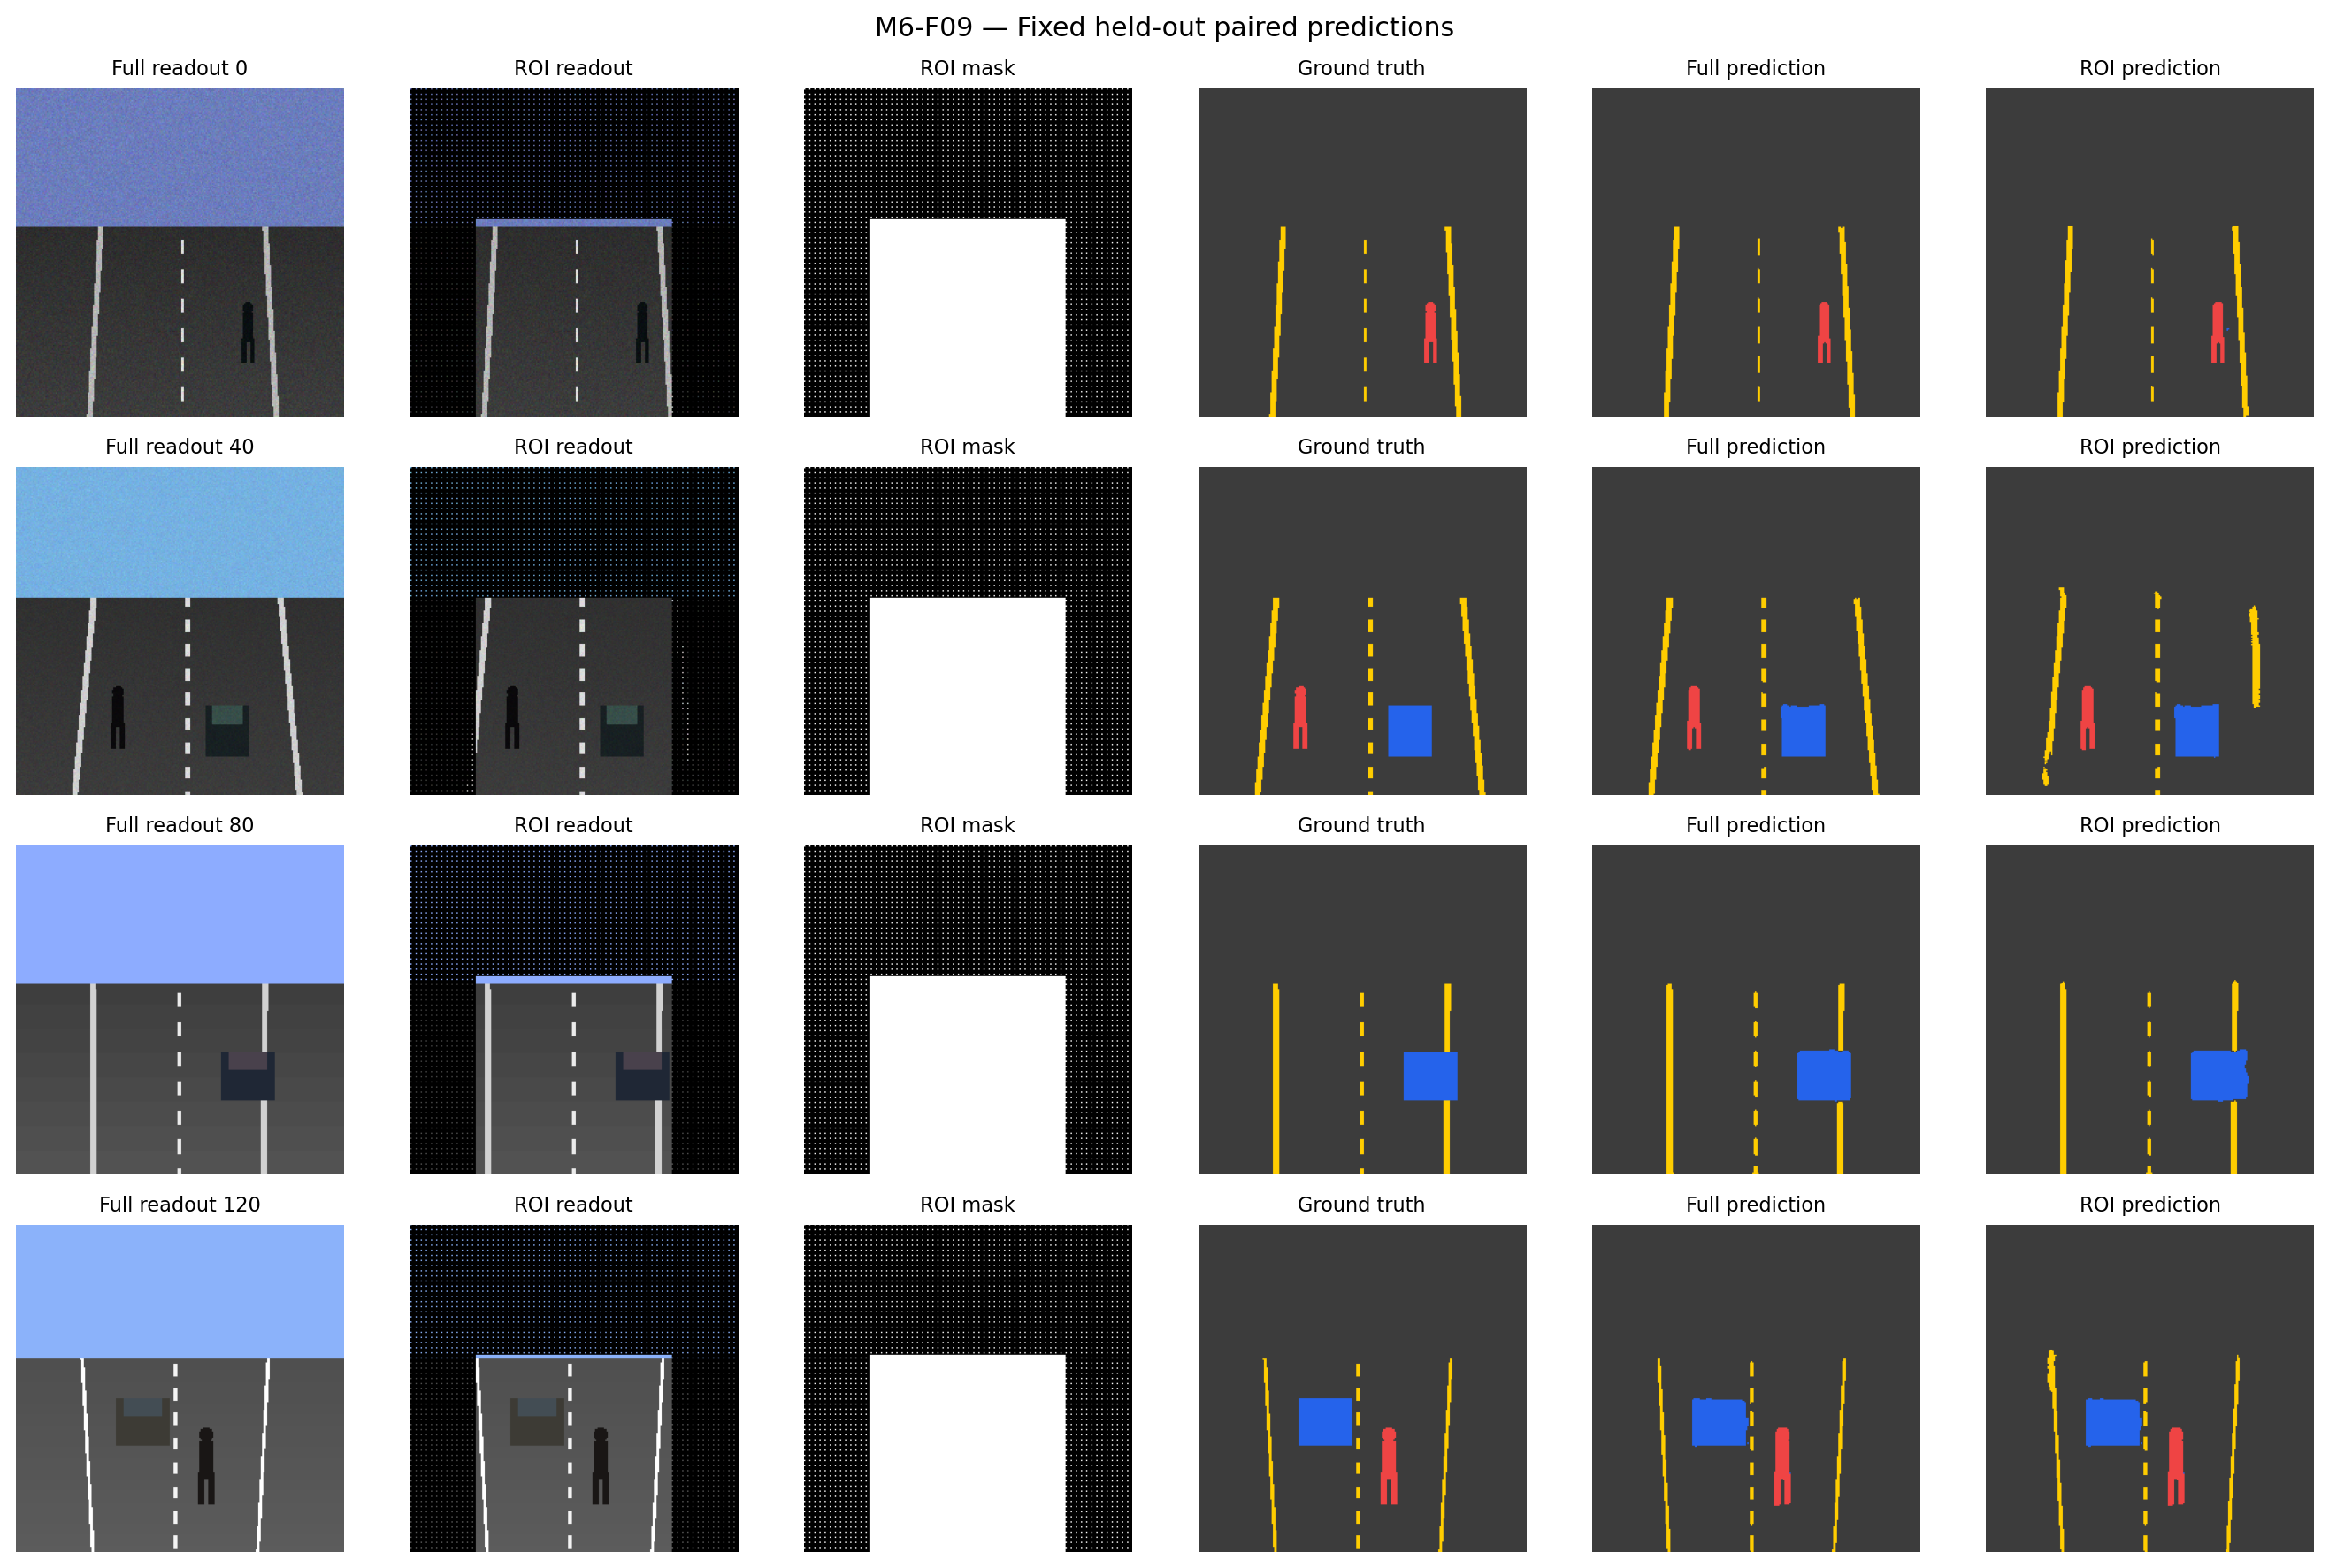 M6-F09 — Fixed held-out paired predictions
Full readout 0 ROI readout ROI mask Ground truth Full prediction ROI prediction
Full readout 40 ROI readout ROI mask Ground truth Full prediction ROI prediction
Full readout 80 ROI readout ROI mask Ground truth Full prediction ROI prediction
Full readout 120 ROI readout ROI mask Ground truth Full prediction ROI prediction